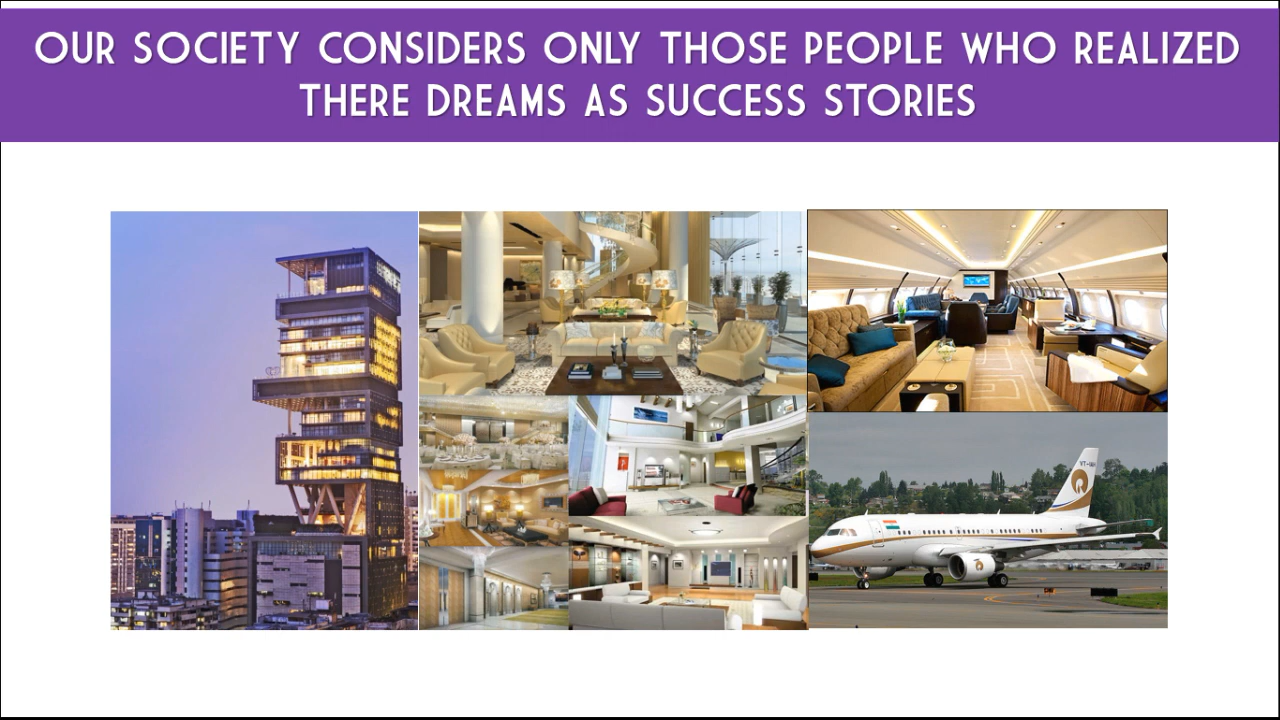 OUR SOCIETY CONSIDERS ONLY THOSE PEOPLE WHO REALIZED
THERE DREAMS AS SUCCESS STORIES